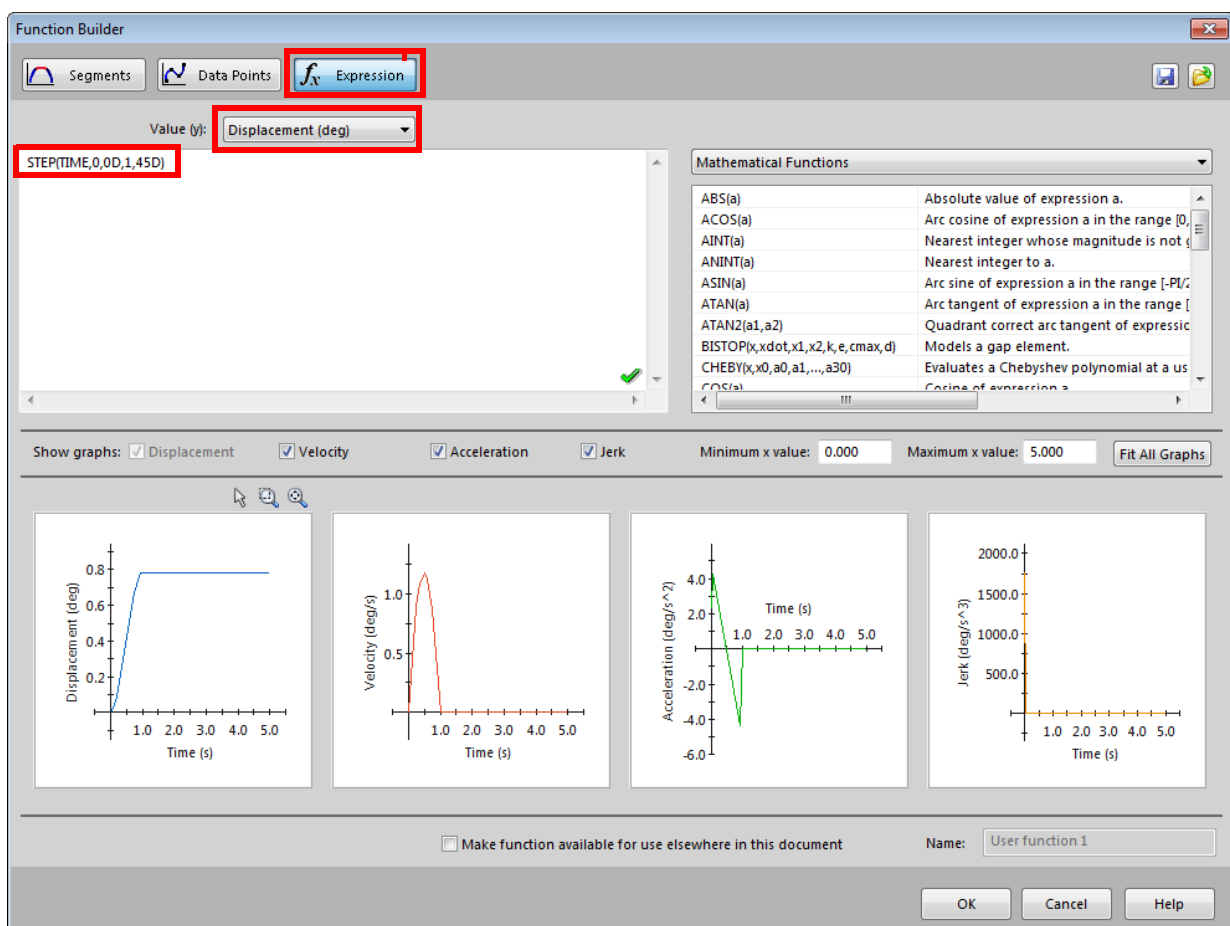 Function Builder
Segments
Data Points
fx Expression
Value (y): Displacement (deg)
STEP(TIME,0,0D,1,45D)
Mathematical Functions
ABS(a) Absolute value of expression a.
ACOS(a) Arc cosine of expression a in the range [0,
AINT(a) Nearest integer whose magnitude is not g
ANINT(a) Nearest integer to a.
ASIN(a) Arc sine of expression a in the range [-PI/2
ATAN(a) Arc tangent of expression a in the range [
ATAN2(a1,a2) Quadrant correct arc tangent of expressio
BISTOP(x,xdot,x1,x2,k,e,cmax,d) Models a gap element.
CHEBY(x,x0,a0,a1,...,a30) Evaluates a Chebyshev polynomial at a us
COS(a) Cosine of expression a
Show graphs: Displacement Velocity Acceleration Jerk Minimum x value: 0.000 Maximum x value: 5.000 Fit All Graphs
Displacement (deg)
0.8
0.6
0.4
0.2
1.0 2.0 3.0 4.0 5.0
Time (s)
Velocity (deg/s)
1.0
0.5
1.0 2.0 3.0 4.0 5.0
Time (s)
Acceleration (deg/s^2)
4.0
2.0
-2.0
-4.0
-6.0
Time (s)
1.0 2.0 3.0 4.0 5.0
Jerk (deg/s^3)
2000.0
1500.0
1000.0
500.0
1.0 2.0 3.0 4.0 5.0
Time (s)
Make function available for use elsewhere in this document
Name: User function 1
OK Cancel Help